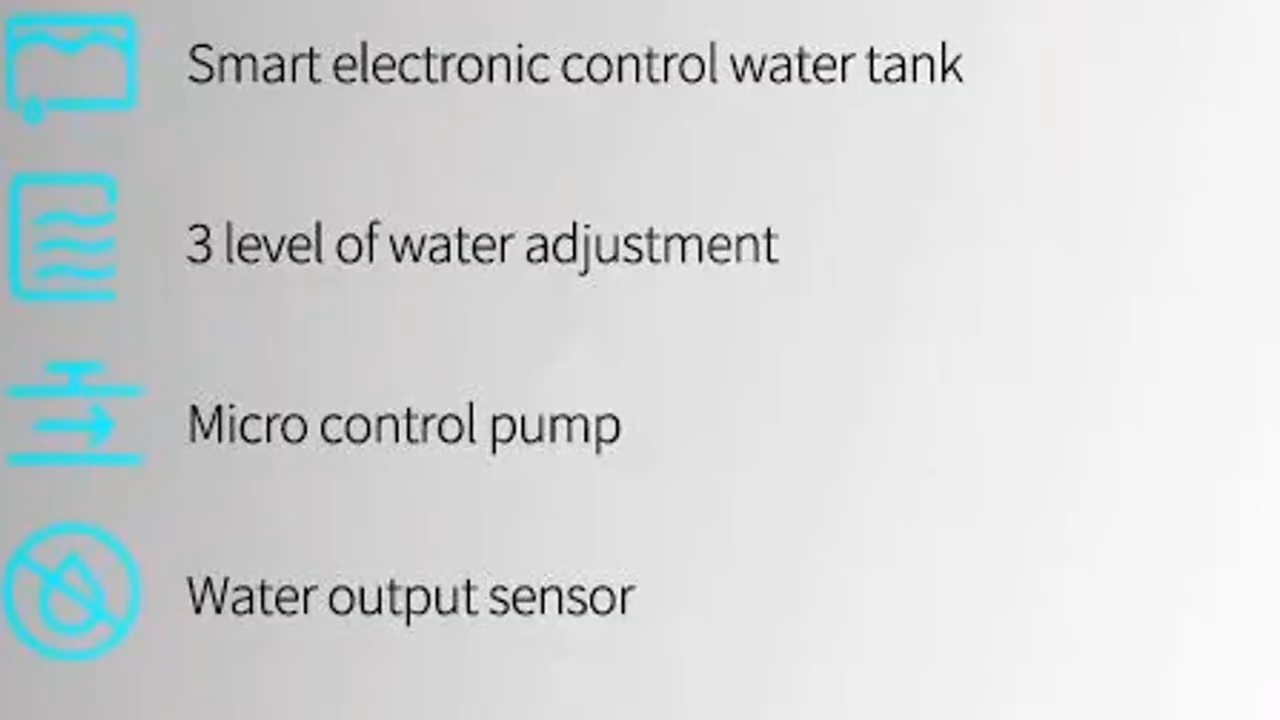 Smart electronic control water tank
3 level of water adjustment
Micro control pump
Water output sensor